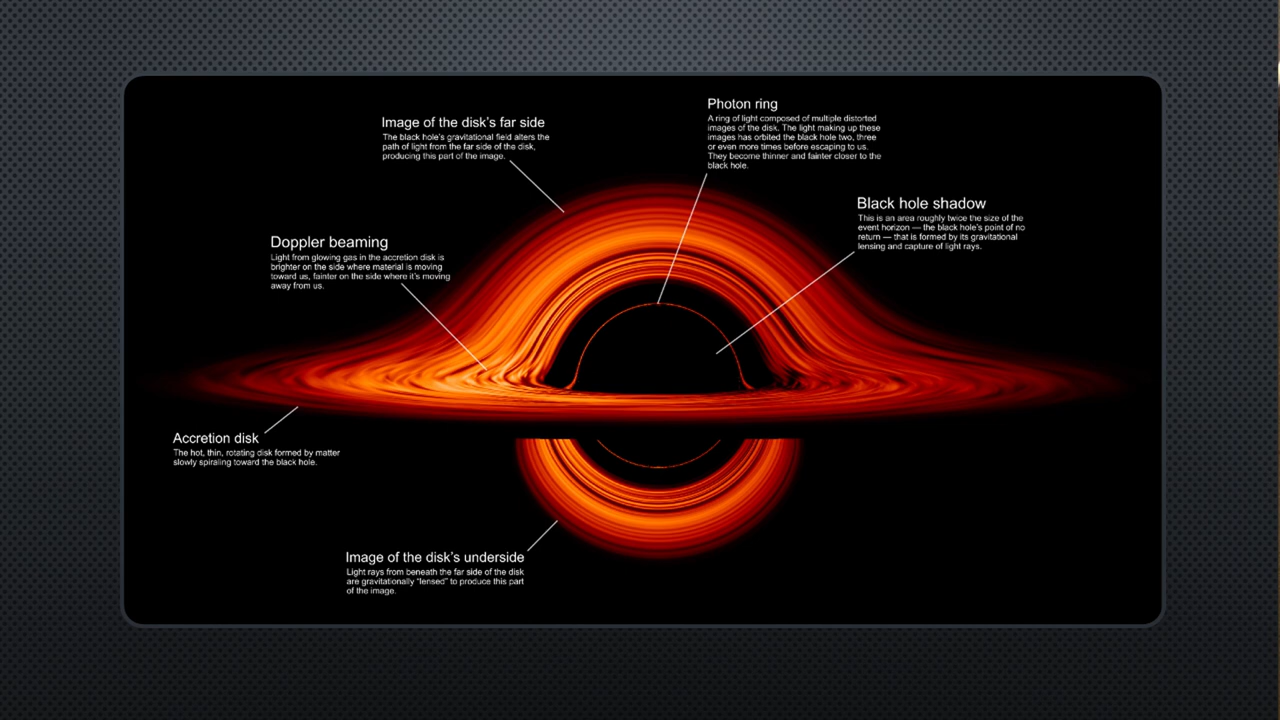 Photon ring
A ring of light composed of multiple distorted
images of the disk. The light making up these
images has orbited the black hole two, three
or even more times before escaping to us.
They become thinner and fainter closer to the
black hole.
Image of the disk's far side
The black hole's gravitational field alters the
path of light from the far side of the disk,
producing this part of the image.
Black hole shadow
This is an area roughly twice the size of the
event horizon — the black hole's point of no
return — that is formed by its gravitational
lensing and capture of light rays.
Doppler beaming
Light from glowing gas in the accretion disk is
brighter on the side where material is moving
toward us, fainter on the side where it's moving
away from us.
Accretion disk
The hot, thin, rotating disk formed by matter
slowly spiraling toward the black hole.
Image of the disk's underside
Light rays from beneath the far side of the disk
are gravitationally "lensed" to produce this part
of the image.